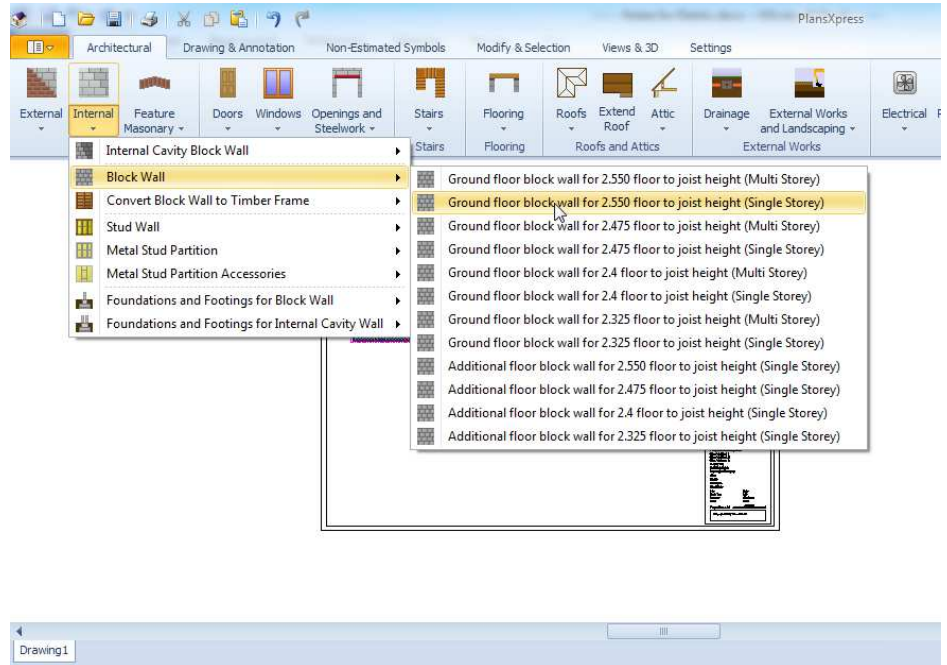 PlansXpress
Architectural Drawing & Annotation Non-Estimated Symbols Modify & Selection Views & 3D Settings
External Internal Feature Masonary Doors Windows Openings and Steelwork Stairs Flooring Roofs Extend Roof Attic Drainage External Works and Landscaping Electrical
Stairs Flooring Roofs and Attics External Works
Internal Cavity Block Wall
Block Wall
Convert Block Wall to Timber Frame
Stud Wall
Metal Stud Partition
Metal Stud Partition Accessories
Foundations and Footings for Block Wall
Foundations and Footings for Internal Cavity Wall
Ground floor block wall for 2.550 floor to joist height (Multi Storey)
Ground floor block wall for 2.550 floor to joist height (Single Storey)
Ground floor block wall for 2.475 floor to joist height (Multi Storey)
Ground floor block wall for 2.475 floor to joist height (Single Storey)
Ground floor block wall for 2.4 floor to joist height (Multi Storey)
Ground floor block wall for 2.4 floor to joist height (Single Storey)
Ground floor block wall for 2.325 floor to joist height (Multi Storey)
Ground floor block wall for 2.325 floor to joist height (Single Storey)
Additional floor block wall for 2.550 floor to joist height (Single Storey)
Additional floor block wall for 2.475 floor to joist height (Single Storey)
Additional floor block wall for 2.4 floor to joist height (Single Storey)
Additional floor block wall for 2.325 floor to joist height (Single Storey)
Drawing1